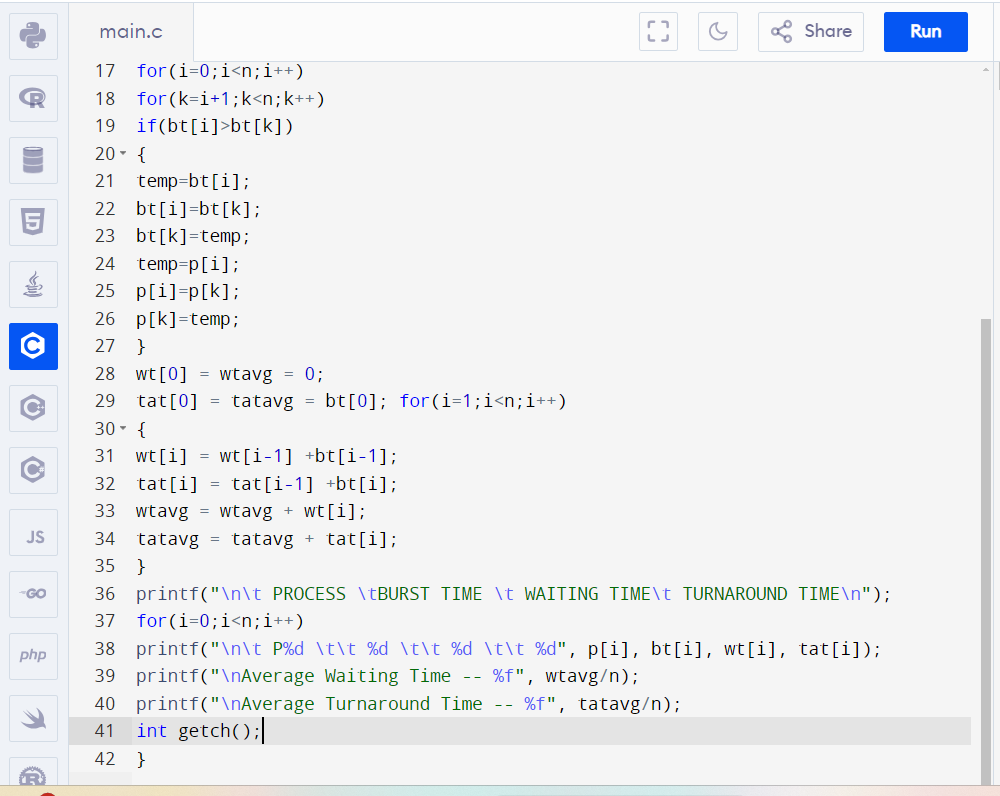 main.c
Share
Run
17 for(i=0;i<n;i++)
18 for(k=i+1;k<n;k++)
19 if(bt[i]>bt[k])
20 {
21 temp=bt[i];
22 bt[i]=bt[k];
23 bt[k]=temp;
24 temp=p[i];
25 p[i]=p[k];
26 p[k]=temp;
27 }
28 wt[0] = wtavg = 0;
29 tat[0] = tatavg = bt[0]; for(i=1;i<n;i++)
30 {
31 wt[i] = wt[i-1] +bt[i-1];
32 tat[i] = tat[i-1] +bt[i];
33 wtavg = wtavg + wt[i];
34 tatavg = tatavg + tat[i];
35 }
36 printf("\n\t PROCESS \tBURST TIME \t WAITING TIME\t TURNAROUND TIME\n");
37 for(i=0;i<n;i++)
38 printf("\n\t P%d \t\t %d \t\t %d \t\t %d", p[i], bt[i], wt[i], tat[i]);
39 printf("\nAverage Waiting Time -- %f", wtavg/n);
40 printf("\nAverage Turnaround Time -- %f", tatavg/n);
41 int getch();
42 }
R
5
C
C
C
JS
GO
php
R